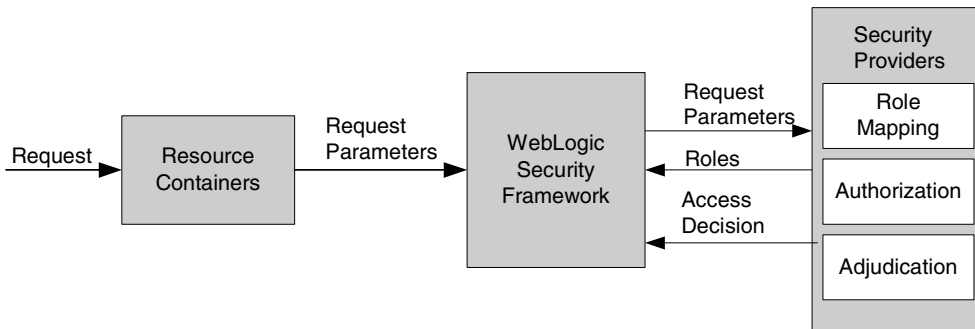 Request
Resource
Containers
Request
Parameters
WebLogic
Security
Framework
Request
Parameters
Roles
Access
Decision
Security
Providers
Role
Mapping
Authorization
Adjudication